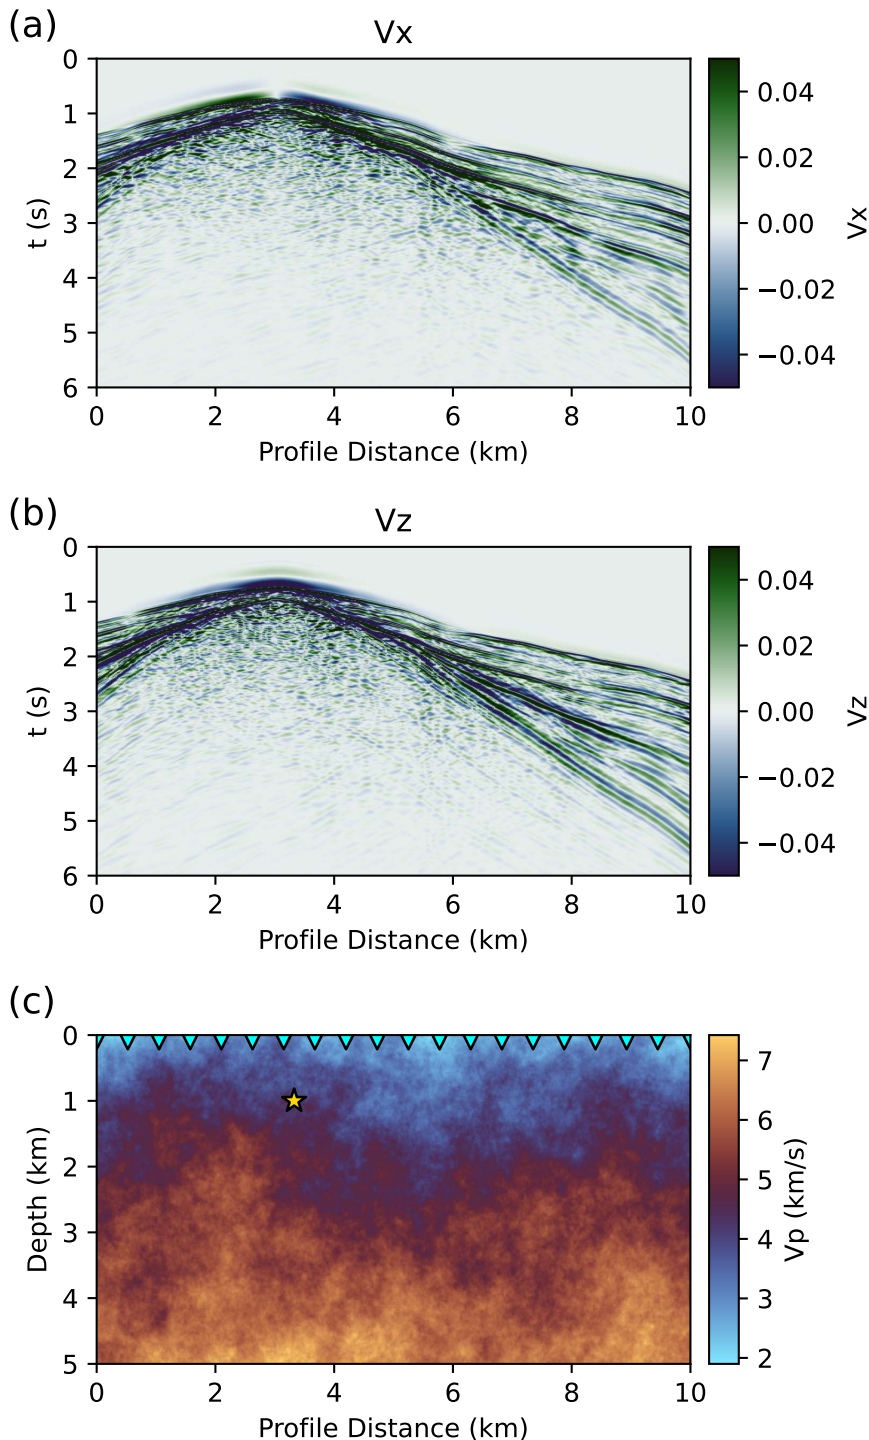 (a)
Vx
0
1
2
3
4
5
6
t (s)
0 2 4 6 8 10
Profile Distance (km)
0.04
0.02
0.00
−0.02
−0.04
Vx
(b)
Vz
0
1
2
3
4
5
6
t (s)
0 2 4 6 8 10
Profile Distance (km)
0.04
0.02
0.00
−0.02
−0.04
Vz
(c)
0
1
2
3
4
5
Depth (km)
0 2 4 6 8 10
Profile Distance (km)
7
6
5
4
3
2
Vp (km/s)